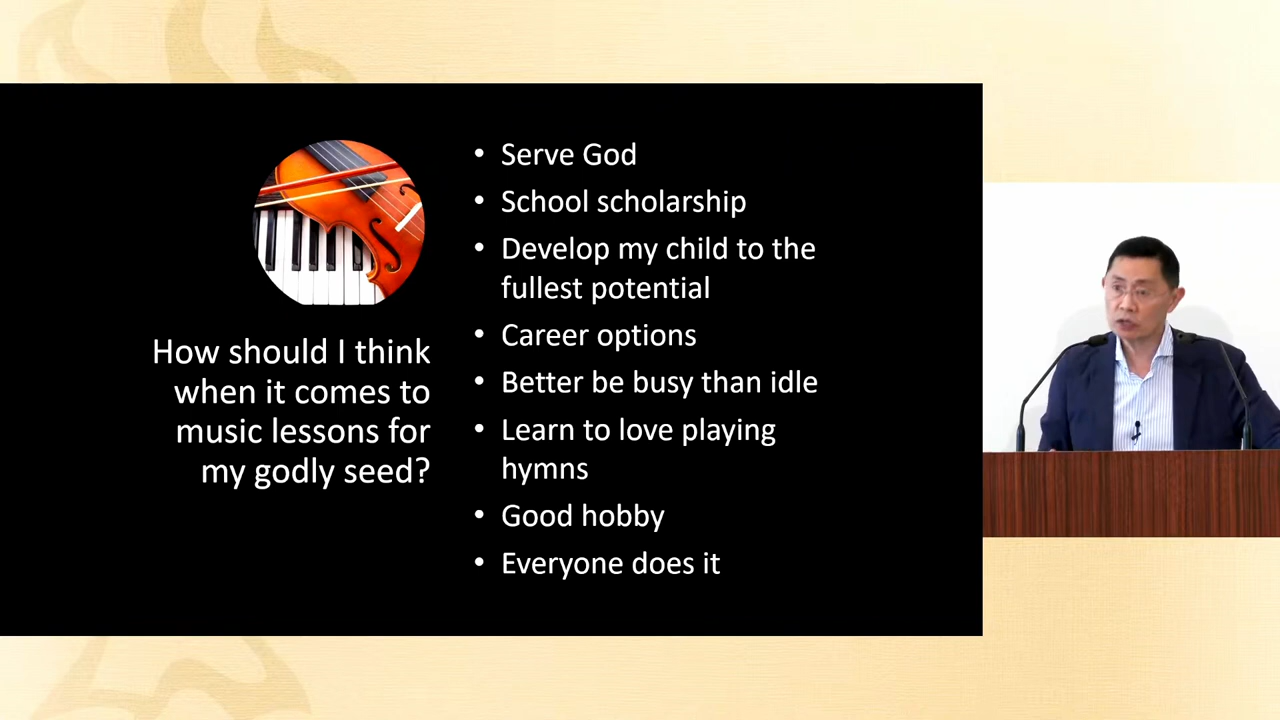 How should I think
when it comes to
music lessons for
my godly seed?
• Serve God
• School scholarship
• Develop my child to the
fullest potential
• Career options
• Better be busy than idle
• Learn to love playing
hymns
• Good hobby
• Everyone does it